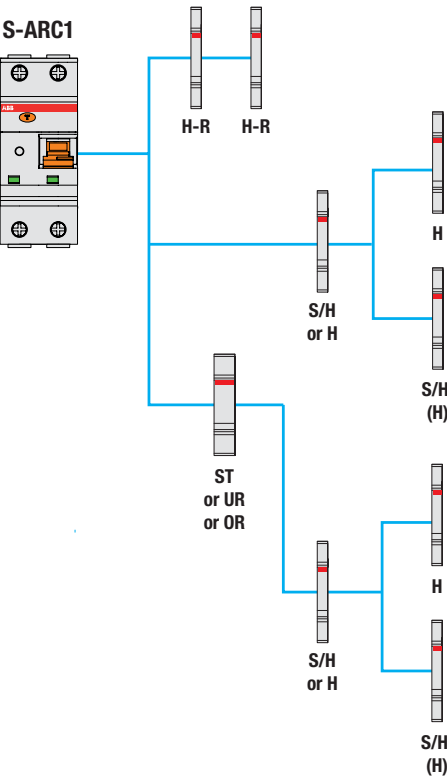 S-ARC1
ABB
H-R H-R
H
S/H
or H
S/H
(H)
ST
or UR
or OR
H
S/H
or H
S/H
(H)